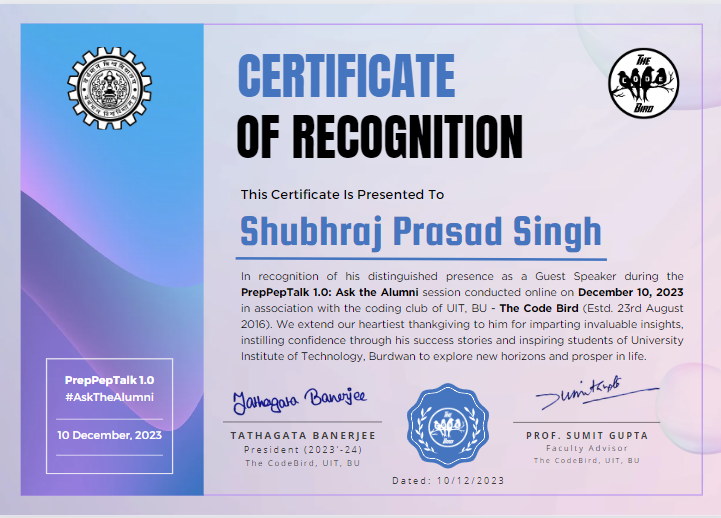 CERTIFICATE
OF RECOGNITION
THE
CODE
BIRD
This Certificate Is Presented To
Shubhraj Prasad Singh
In recognition of his distinguished presence as a Guest Speaker during the
PrepPepTalk 1.0: Ask the Alumni session conducted online on December 10, 2023
in association with the coding club of UIT, BU - The Code Bird (Estd. 23rd August
2016). We extend our heartiest thankgiving to him for imparting invaluable insights,
instilling confidence through his success stories and inspiring students of University
Institute of Technology, Burdwan to explore new horizons and prosper in life.
PrepPepTalk 1.0
#AskTheAlumni
10 December, 2023
Tathagata Banerjee
TATHAGATA BANERJEE
President (2023'-24)
The CodeBird, UIT, BU
THE
BIRD
Sumit Gupta
PROF. SUMIT GUPTA
Faculty Advisor
The CodeBird, UIT, BU
Dated: 10/12/2023